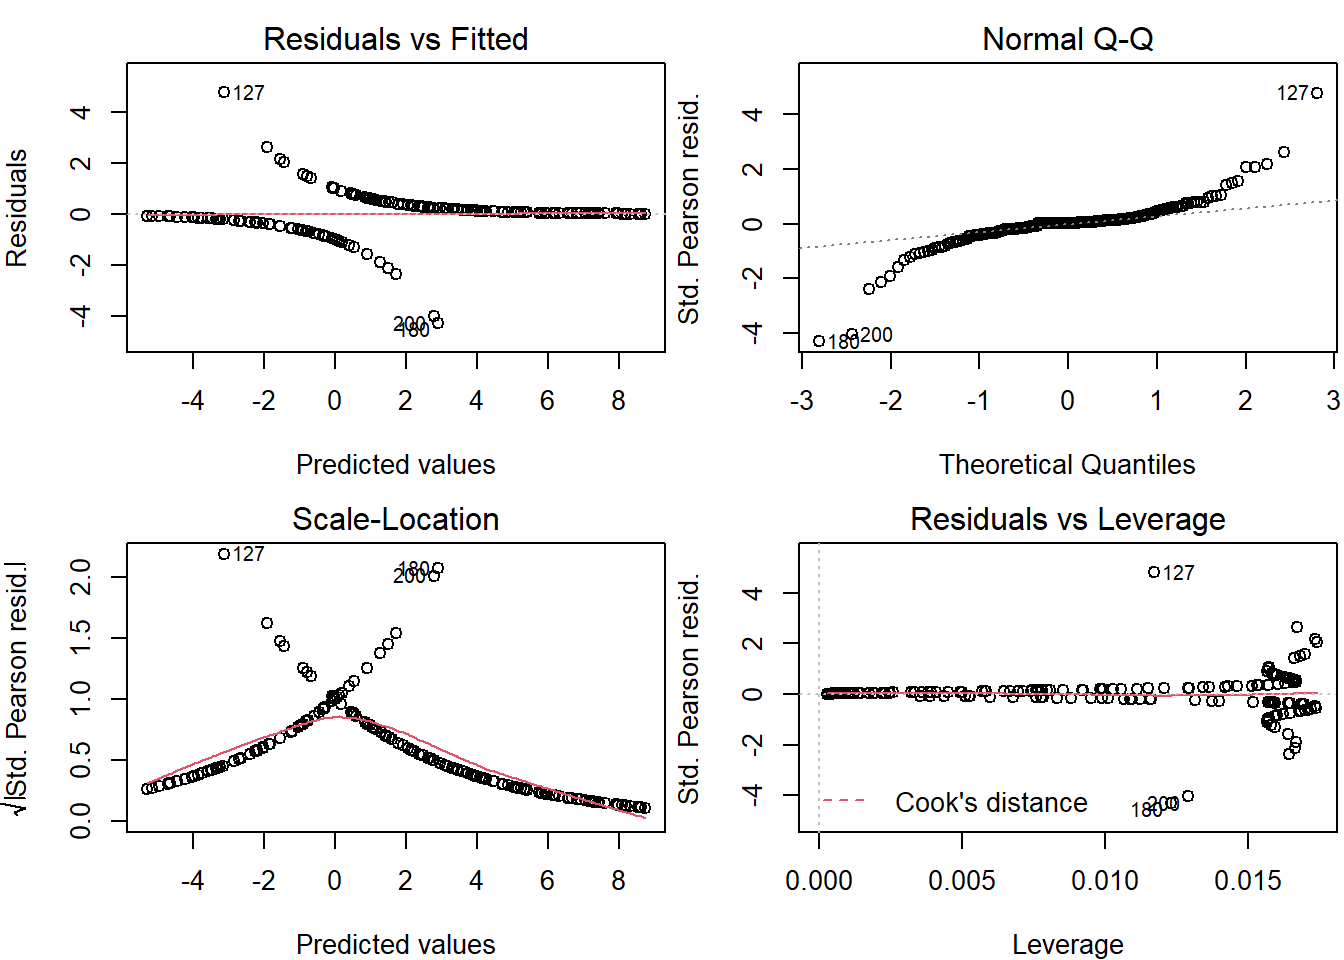 Residuals vs Fitted
Residuals
4
2
0
-2
-4
127
200
180
-4 -2 0 2 4 6 8
Predicted values
Normal Q-Q
Std. Pearson resid.
4
2
0
-2
-4
127
180
200
-3 -2 -1 0 1 2 3
Theoretical Quantiles
Scale-Location
√|Std. Pearson resid.|
2.0
1.5
1.0
0.5
0.0
127
180
200
-4 -2 0 2 4 6 8
Predicted values
Residuals vs Leverage
Std. Pearson resid.
4
2
0
-2
-4
127
200
180
Cook's distance
0.000 0.005 0.010 0.015
Leverage